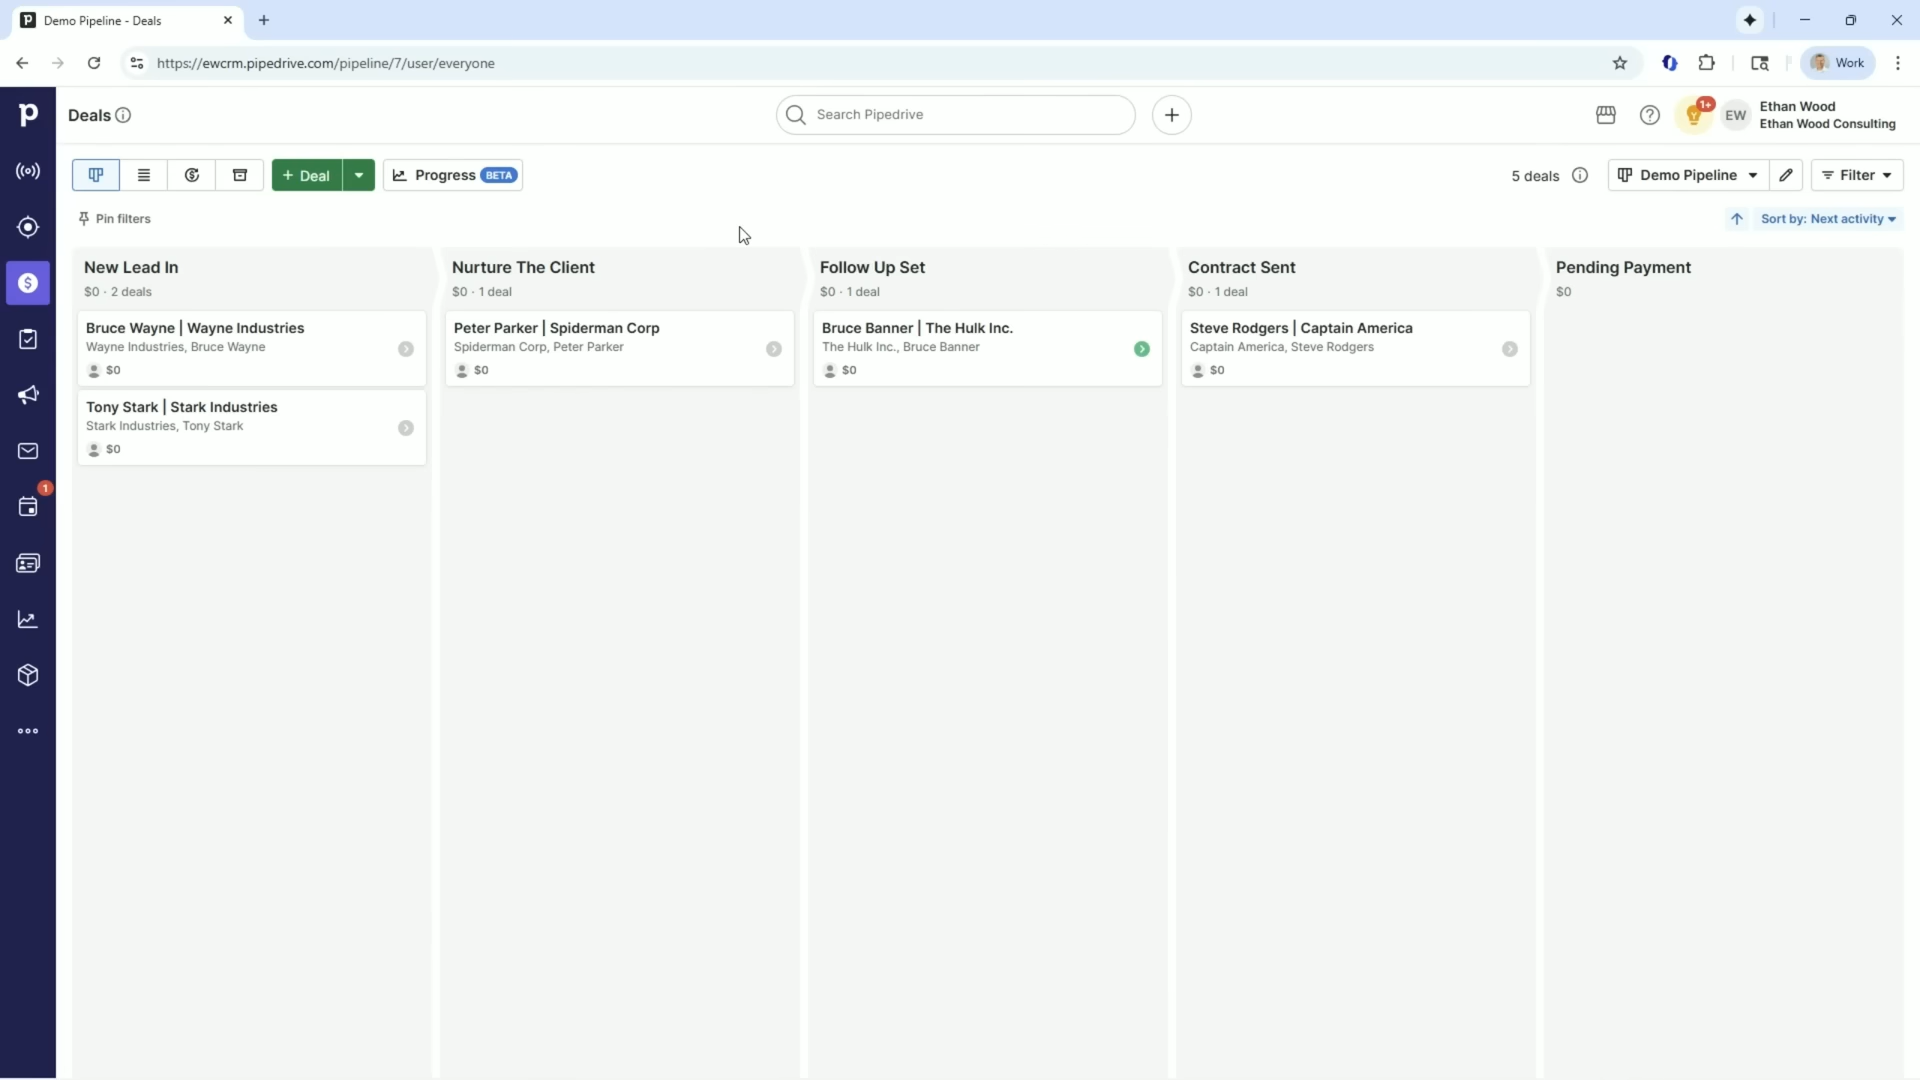 Demo Pipeline - Deals
https://ewcrm.pipedrive.com/pipeline/7/user/everyone
Work
Deals
Search Pipedrive
1+
EW
Ethan Wood
Ethan Wood Consulting
+ Deal
Progress BETA
5 deals
Demo Pipeline
Filter
Pin filters
Sort by: Next activity
New Lead In
$0 · 2 deals
Bruce Wayne | Wayne Industries
Wayne Industries, Bruce Wayne
$0
Tony Stark | Stark Industries
Stark Industries, Tony Stark
$0
Nurture The Client
$0 · 1 deal
Peter Parker | Spiderman Corp
Spiderman Corp, Peter Parker
$0
Follow Up Set
$0 · 1 deal
Bruce Banner | The Hulk Inc.
The Hulk Inc., Bruce Banner
$0
Contract Sent
$0 · 1 deal
Steve Rodgers | Captain America
Captain America, Steve Rodgers
$0
Pending Payment
$0
1